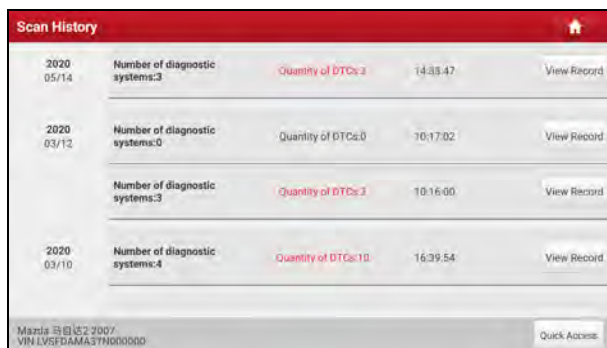 Scan History
2020
05/14
Number of diagnostic
systems:3
Quantity of DTCs:3
14:33:47
View Record
2020
03/12
Number of diagnostic
systems:0
Quantity of DTCs:0
10:17:02
View Record
Number of diagnostic
systems:3
Quantity of DTCs:3
10:16:00
View Record
2020
03/10
Number of diagnostic
systems:4
Quantity of DTCs:10
16:39:54
View Record
Mazda 马自达2 2007
VIN LVSFDAMA37N000000
Quick Access